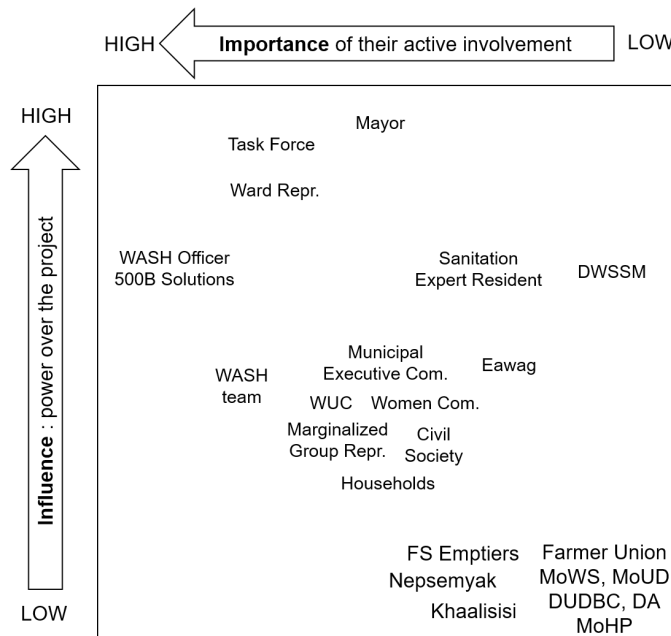 HIGH
Importance of their active involvement
LOW
HIGH
Influence : power over the project
LOW
Mayor
Task Force
Ward Repr.
WASH Officer
500B Solutions
Sanitation
Expert Resident
DWSSM
Municipal
Executive Com.
Eawag
WASH
team
WUC
Women Com.
Marginalized
Group Repr.
Civil
Society
Households
FS Emptiers
Nepsemyak
Khaalisisi
Farmer Union
MoWS, MoUD
DUDBC, DA
MoHP